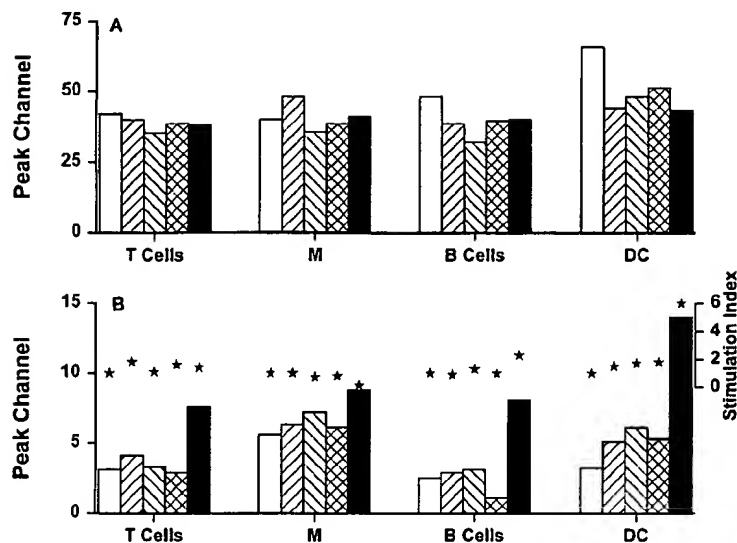 A
75
50
25
0
Peak Channel
T Cells M B Cells DC
B
15
10
5
0
Peak Channel
6
4
2
0
Stimulation Index
T Cells M B Cells DC